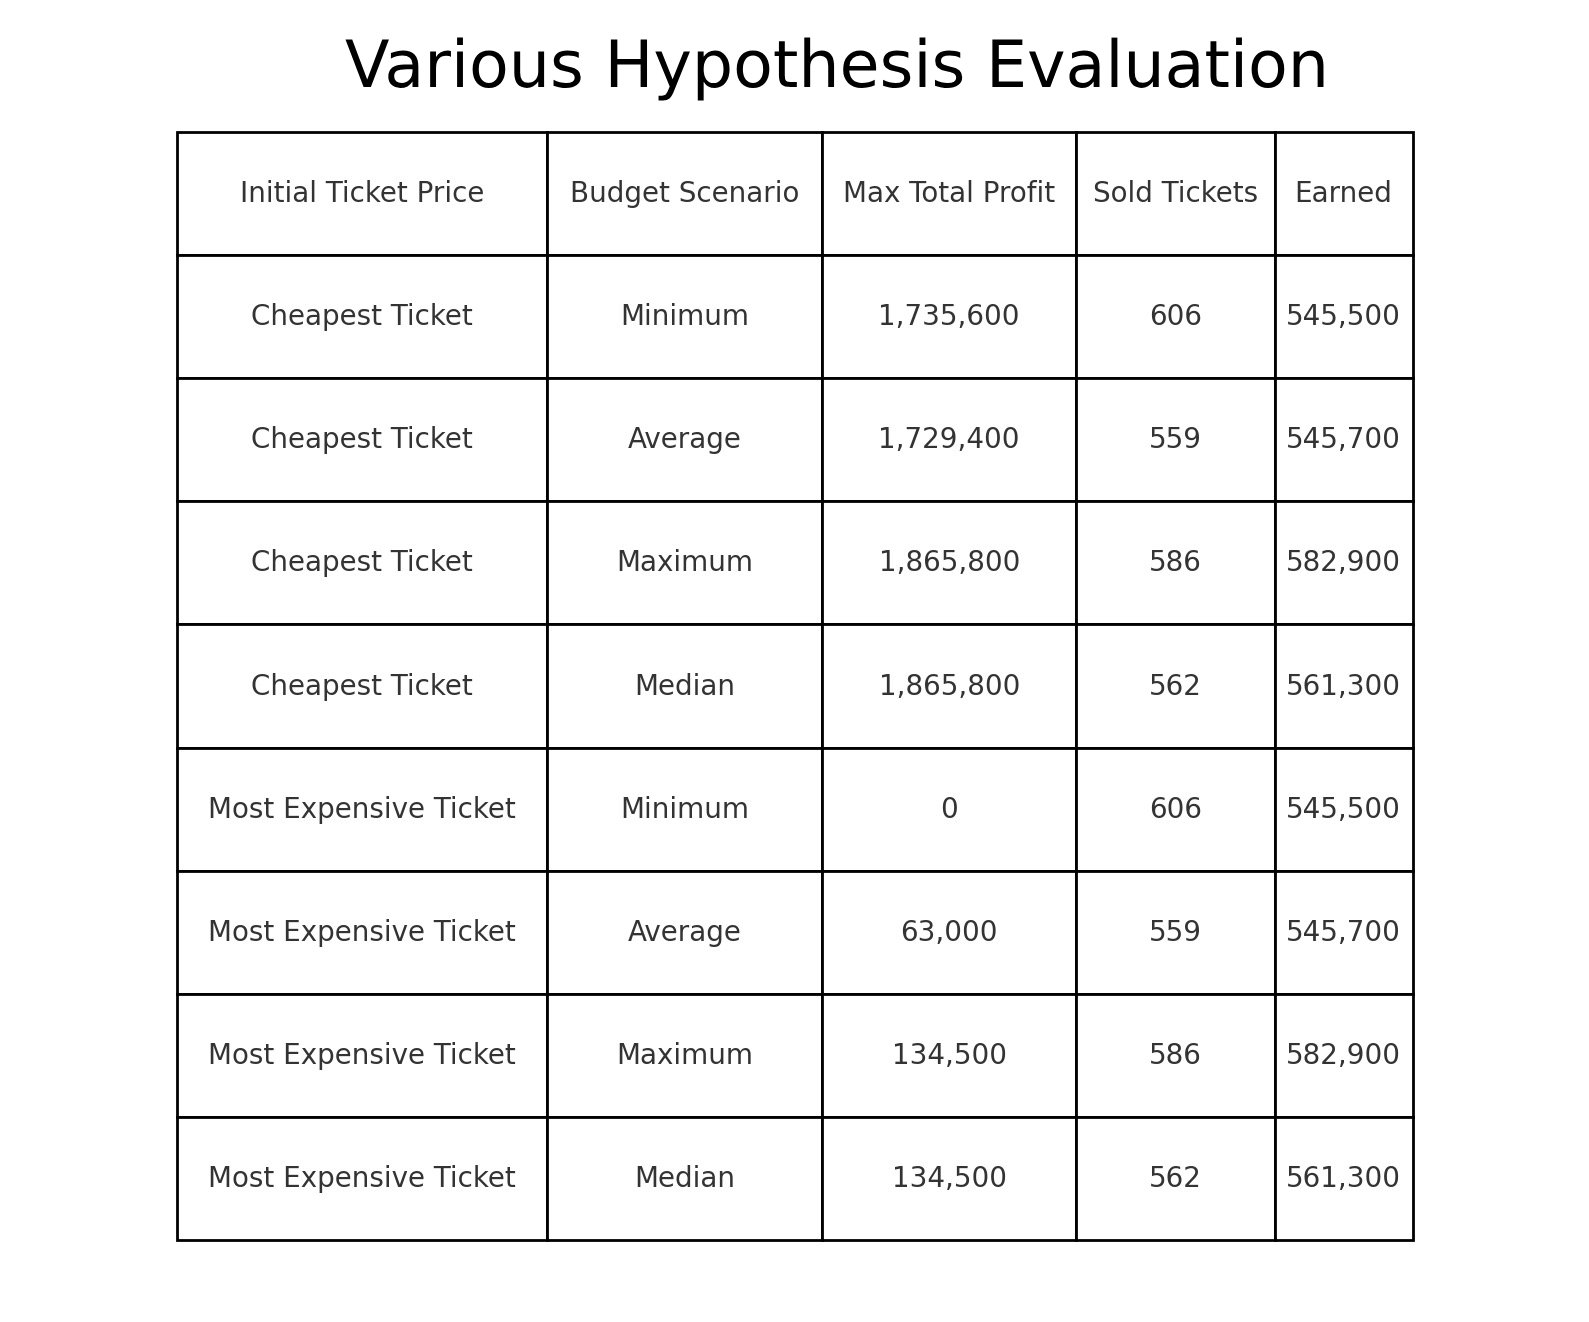 Various Hypothesis Evaluation
Initial Ticket Price Budget Scenario Max Total Profit Sold Tickets Earned
Cheapest Ticket Minimum 1,735,600 606 545,500
Cheapest Ticket Average 1,729,400 559 545,700
Cheapest Ticket Maximum 1,865,800 586 582,900
Cheapest Ticket Median 1,865,800 562 561,300
Most Expensive Ticket Minimum 0 606 545,500
Most Expensive Ticket Average 63,000 559 545,700
Most Expensive Ticket Maximum 134,500 586 582,900
Most Expensive Ticket Median 134,500 562 561,300